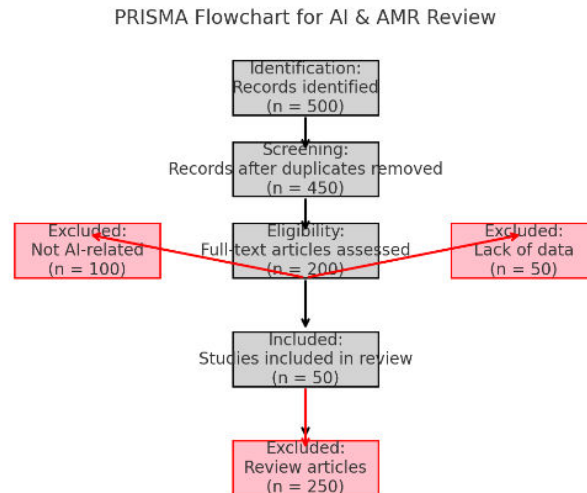 PRISMA Flowchart for AI & AMR Review
Identification:
Records identified
(n = 500)
Screening:
Records after duplicates removed
(n = 450)
Excluded:
Not AI-related
(n = 100)
Eligibility:
Full-text articles assessed
(n = 200)
Excluded:
Lack of data
(n = 50)
Included:
Studies included in review
(n = 50)
Excluded:
Review articles
(n = 250)